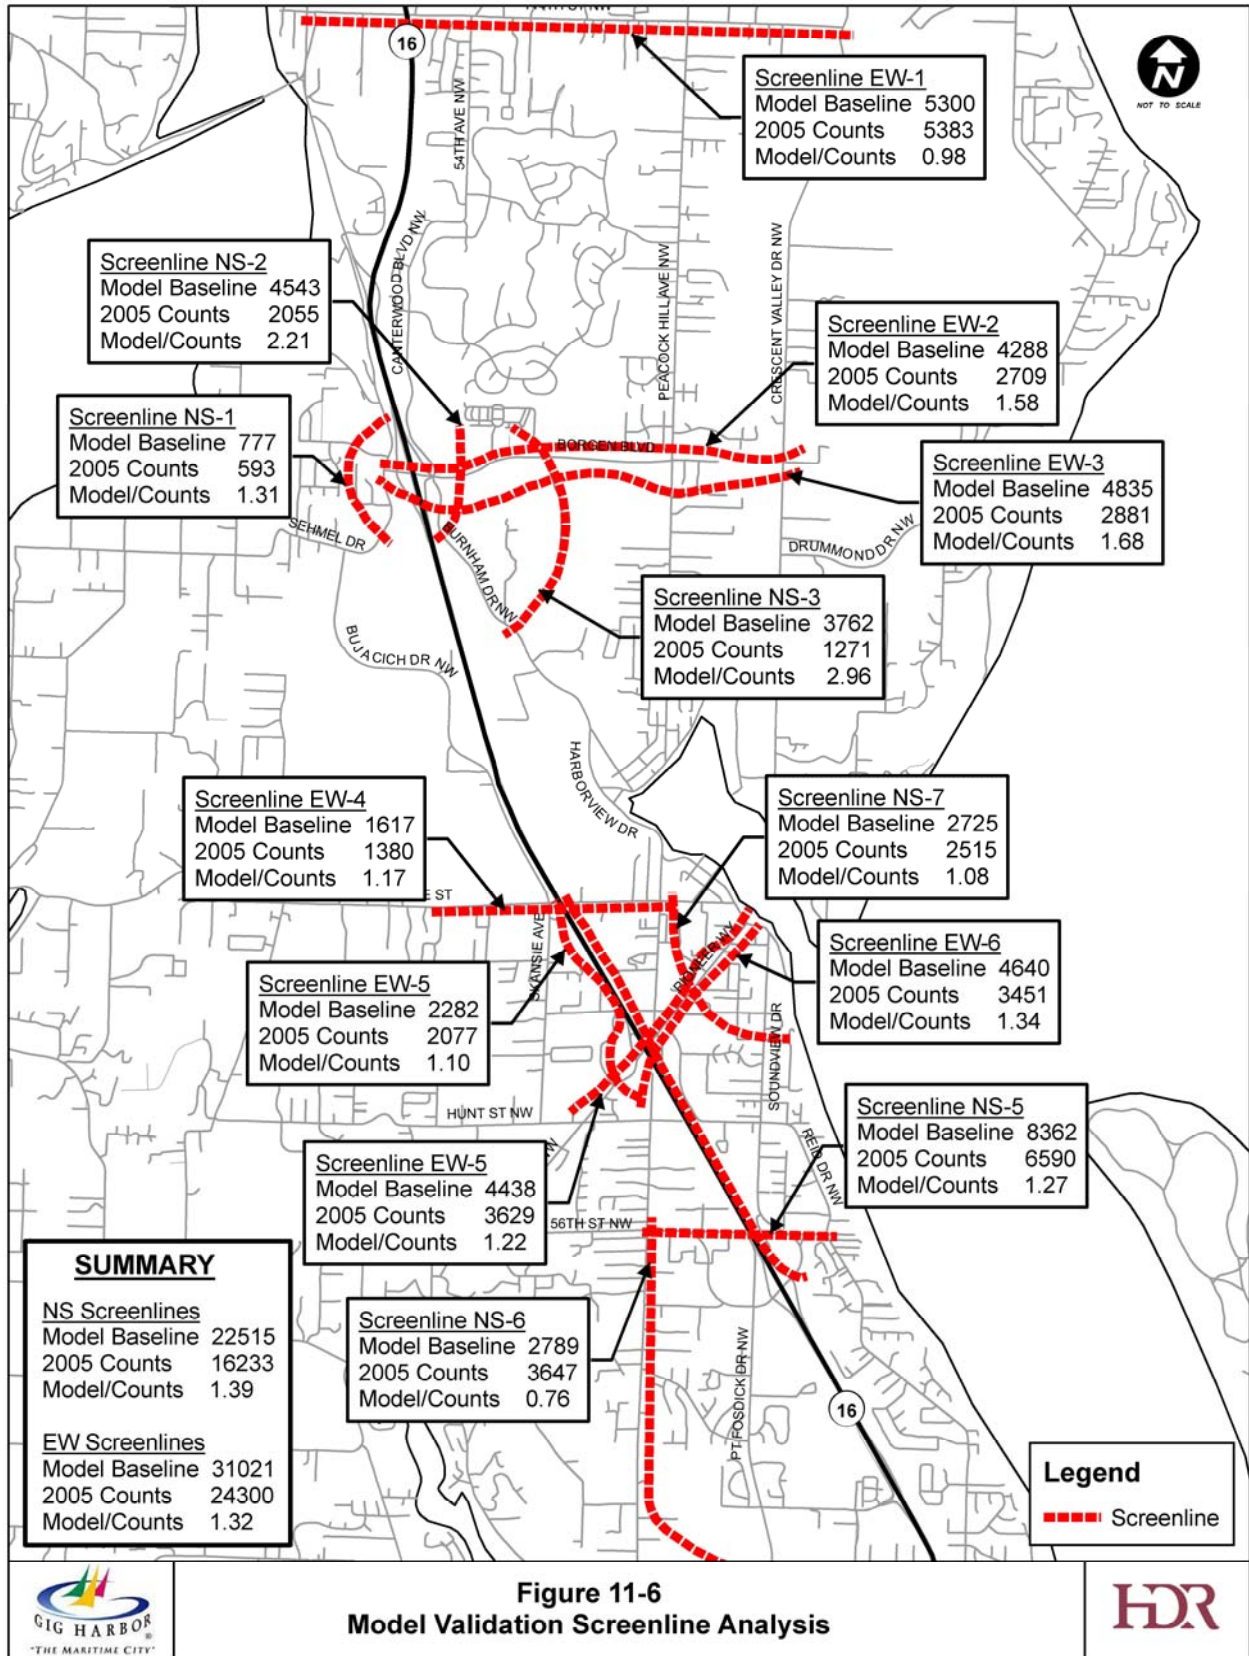 16
NOT TO SCALE
Screenline EW-1
Model Baseline 5300
2005 Counts 5383
Model/Counts 0.98
54TH AVE NW
CANTERWOOD BLVD NW
PEACOCK HILL AVE NW
CRESCENT VALLEY DR NW
Screenline NS-2
Model Baseline 4543
2005 Counts 2055
Model/Counts 2.21
Screenline EW-2
Model Baseline 4288
2005 Counts 2709
Model/Counts 1.58
Screenline NS-1
Model Baseline 777
2005 Counts 593
Model/Counts 1.31
BORGEN BLVD
Screenline EW-3
Model Baseline 4835
2005 Counts 2881
Model/Counts 1.68
SEHMEL DR
BURNHAM DR NW
DRUMMOND DR NW
Screenline NS-3
Model Baseline 3762
2005 Counts 1271
Model/Counts 2.96
BUJACICH DR NW
HARBORVIEW DR
Screenline EW-4
Model Baseline 1617
2005 Counts 1380
Model/Counts 1.17
Screenline NS-7
Model Baseline 2725
2005 Counts 2515
Model/Counts 1.08
E ST
SKANSIE AVE
PIONEER WY
Screenline EW-6
Model Baseline 4640
2005 Counts 3451
Model/Counts 1.34
Screenline EW-5
Model Baseline 2282
2005 Counts 2077
Model/Counts 1.10
SOUNDVIEW DR
HUNT ST NW
REID DR NW
Screenline NS-5
Model Baseline 8362
2005 Counts 6590
Model/Counts 1.27
Screenline EW-5
Model Baseline 4438
2005 Counts 3629
Model/Counts 1.22
56TH ST NW
SUMMARY
NS Screenlines
Model Baseline 22515
2005 Counts 16233
Model/Counts 1.39
EW Screenlines
Model Baseline 31021
2005 Counts 24300
Model/Counts 1.32
Screenline NS-6
Model Baseline 2789
2005 Counts 3647
Model/Counts 0.76
PT FOSDICK DR NW
16
Legend
Screenline
GIG HARBOR
"THE MARITIME CITY"
Figure 11-6
Model Validation Screenline Analysis
HDR